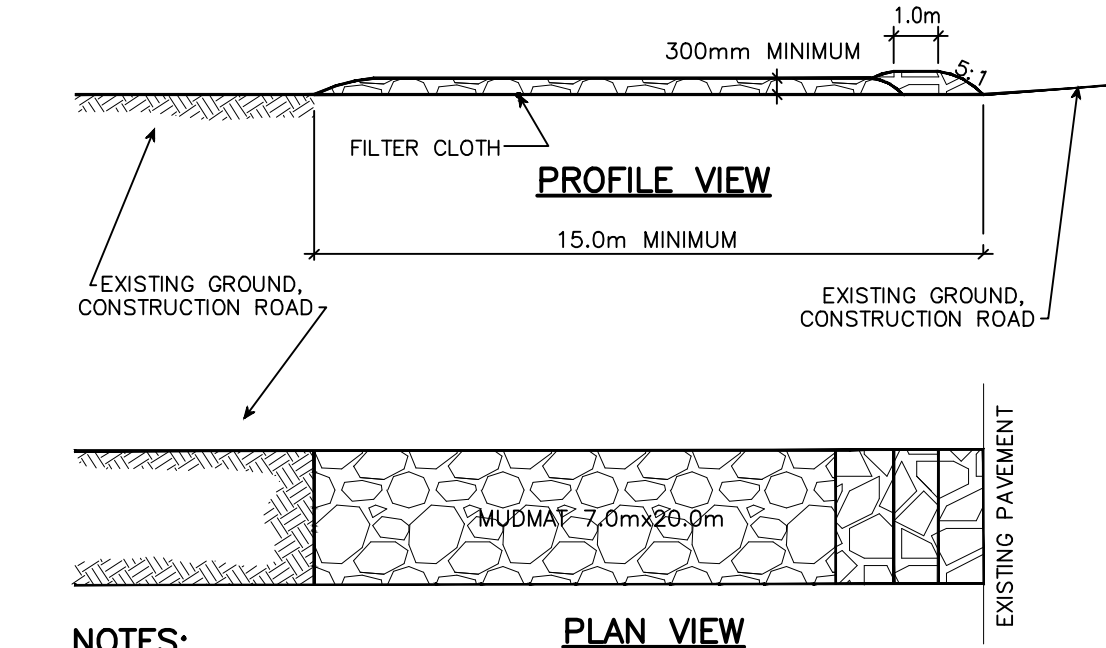 1.0m
300mm MINIMUM
5:1
FILTER CLOTH
PROFILE VIEW
15.0m MINIMUM
EXISTING GROUND,
CONSTRUCTION ROAD
EXISTING GROUND,
CONSTRUCTION ROAD
MUDMAT 7.0mx20.0m
EXISTING PAVEMENT
PLAN VIEW
NOTES: